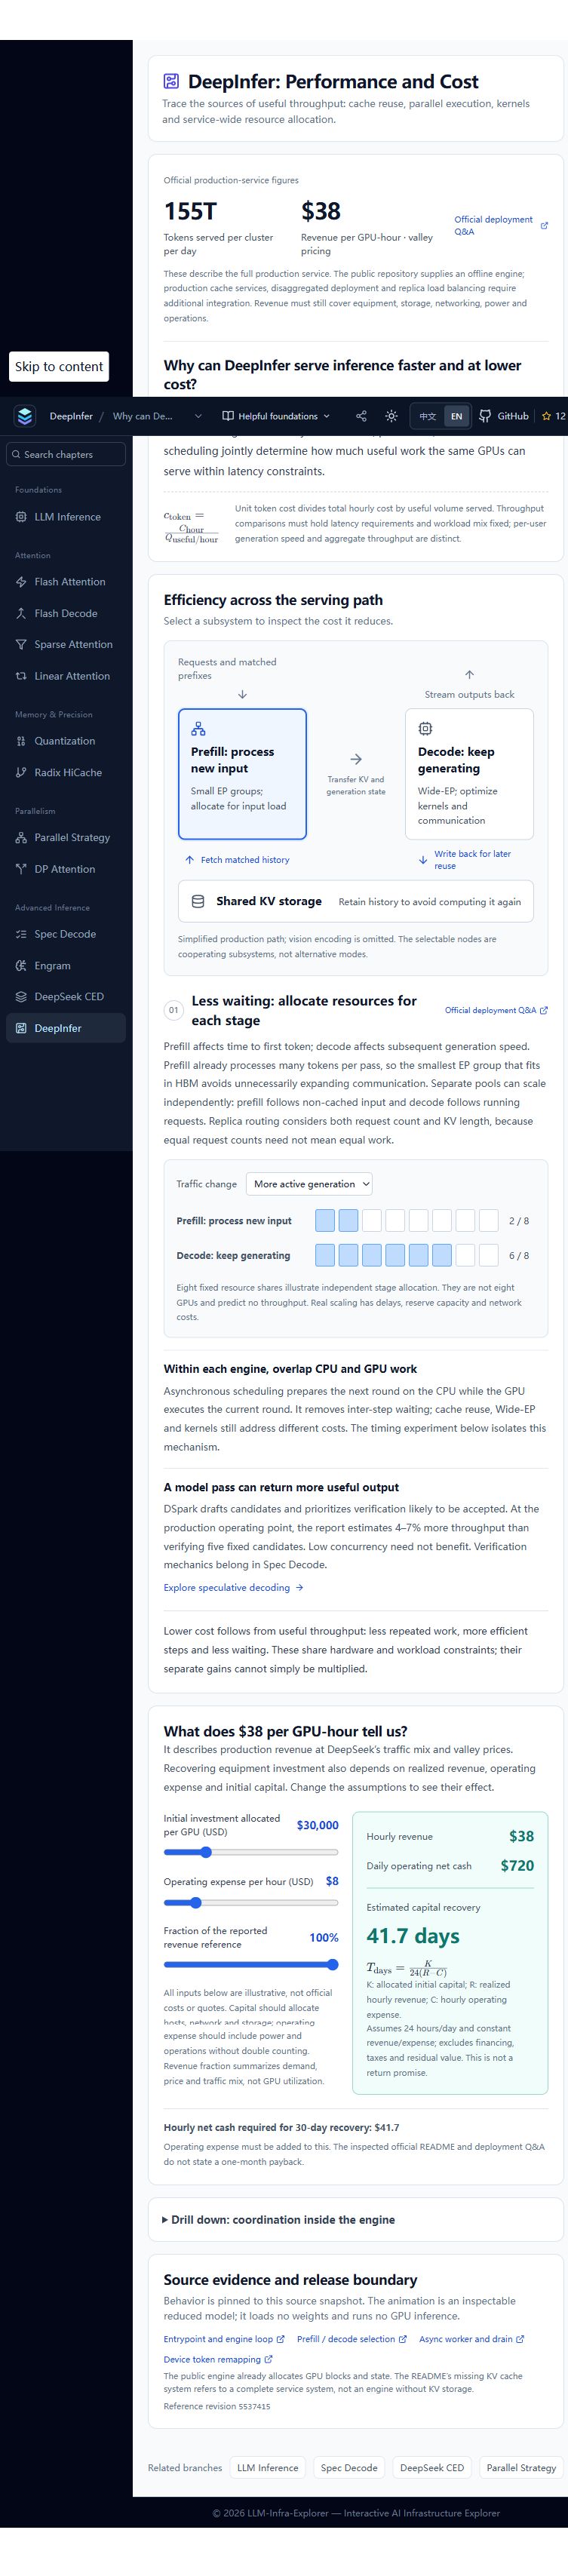 DeepInfer: Performance and Cost
Trace the sources of useful throughput: cache reuse, parallel execution, kernels
and service-wide resource allocation.
Official production-service figures
155T
Tokens served per cluster
per day
$38
Revenue per GPU-hour · valley
pricing
Official deployment
Q&A
These describe the full production service. The public repository supplies an offline engine;
production cache services, disaggregated deployment and replica load balancing require
additional integration. Revenue must still cover equipment, storage, networking, power and
operations.
Skip to content
Why can DeepInfer serve inference faster and at lower
cost?
DeepInfer / Why can De...
Helpful foundations
中文
EN
GitHub
12
scheduling jointly determine how much useful work the same GPUs can
serve within latency constraints.
c_token =
C_hour
Q_useful/hour
Unit token cost divides total hourly cost by useful volume served. Throughput
comparisons must hold latency requirements and workload mix fixed; per-user
generation speed and aggregate throughput are distinct.
Search chapters
Foundations
LLM Inference
Attention
Flash Attention
Flash Decode
Sparse Attention
Linear Attention
Memory & Precision
Quantization
Radix HiCache
Parallelism
Parallel Strategy
DP Attention
Advanced Inference
Spec Decode
Engram
DeepSeek CED
DeepInfer
Efficiency across the serving path
Select a subsystem to inspect the cost it reduces.
Requests and matched
prefixes
Stream outputs back
Prefill: process
new input
Small EP groups;
allocate for input load
Transfer KV and
generation state
Decode: keep
generating
Wide-EP; optimize
kernels and
communication
Fetch matched history
Write back for later
reuse
Shared KV storage
Retain history to avoid computing it again
Simplified production path; vision encoding is omitted. The selectable nodes are
cooperating subsystems, not alternative modes.
01
Less waiting: allocate resources for
each stage
Official deployment Q&A
Prefill affects time to first token; decode affects subsequent generation speed.
Prefill already processes many tokens per pass, so the smallest EP group that fits
in HBM avoids unnecessarily expanding communication. Separate pools can scale
independently: prefill follows non-cached input and decode follows running
requests. Replica routing considers both request count and KV length, because
equal request counts need not mean equal work.
Traffic change
More active generation
Prefill: process new input
2 / 8
Decode: keep generating
6 / 8
Eight fixed resource shares illustrate independent stage allocation. They are not eight
GPUs and predict no throughput. Real scaling has delays, reserve capacity and network
costs.
Within each engine, overlap CPU and GPU work
Asynchronous scheduling prepares the next round on the CPU while the GPU
executes the current round. It removes inter-step waiting; cache reuse, Wide-EP
and kernels still address different costs. The timing experiment below isolates this
mechanism.
A model pass can return more useful output
DSpark drafts candidates and prioritizes verification likely to be accepted. At the
production operating point, the report estimates 4–7% more throughput than
verifying five fixed candidates. Low concurrency need not benefit. Verification
mechanics belong in Spec Decode.
Explore speculative decoding →
Lower cost follows from useful throughput: less repeated work, more efficient
steps and less waiting. These share hardware and workload constraints; their
separate gains cannot simply be multiplied.
What does $38 per GPU-hour tell us?
It describes production revenue at DeepSeek's traffic mix and valley prices.
Recovering equipment investment also depends on realized revenue, operating
expense and initial capital. Change the assumptions to see their effect.
Initial investment allocated
per GPU (USD)
$30,000
Operating expense per hour (USD)
$8
Fraction of the reported
revenue reference
100%
All inputs below are illustrative, not official
costs or quotes. Capital should allocate
hosts, network and storage; operating
expense should include power and
operations without double counting.
Revenue fraction summarizes demand,
price and traffic mix, not GPU utilization.
Hourly revenue
$38
Daily operating net cash
$720
Estimated capital recovery
41.7 days
T_days = K / 24(R C)
K: allocated initial capital; R: realized
hourly revenue; C: hourly operating
expense.
Assumes 24 hours/day and constant
revenue/expense; excludes financing,
taxes and residual value. This is not a
return promise.
Hourly net cash required for 30-day recovery: $41.7
Operating expense must be added to this. The inspected official README and deployment Q&A
do not state a one-month payback.
Drill down: coordination inside the engine
Source evidence and release boundary
Behavior is pinned to this source snapshot. The animation is an inspectable
reduced model; it loads no weights and runs no GPU inference.
Entrypoint and engine loop
Prefill / decode selection
Async worker and drain
Device token remapping
The public engine already allocates GPU blocks and state. The README's missing KV cache
system refers to a complete service system, not an engine without KV storage.
Reference revision 5537415
Related branches
LLM Inference
Spec Decode
DeepSeek CED
Parallel Strategy
© 2026 LLM-Infra-Explorer — Interactive AI Infrastructure Explorer